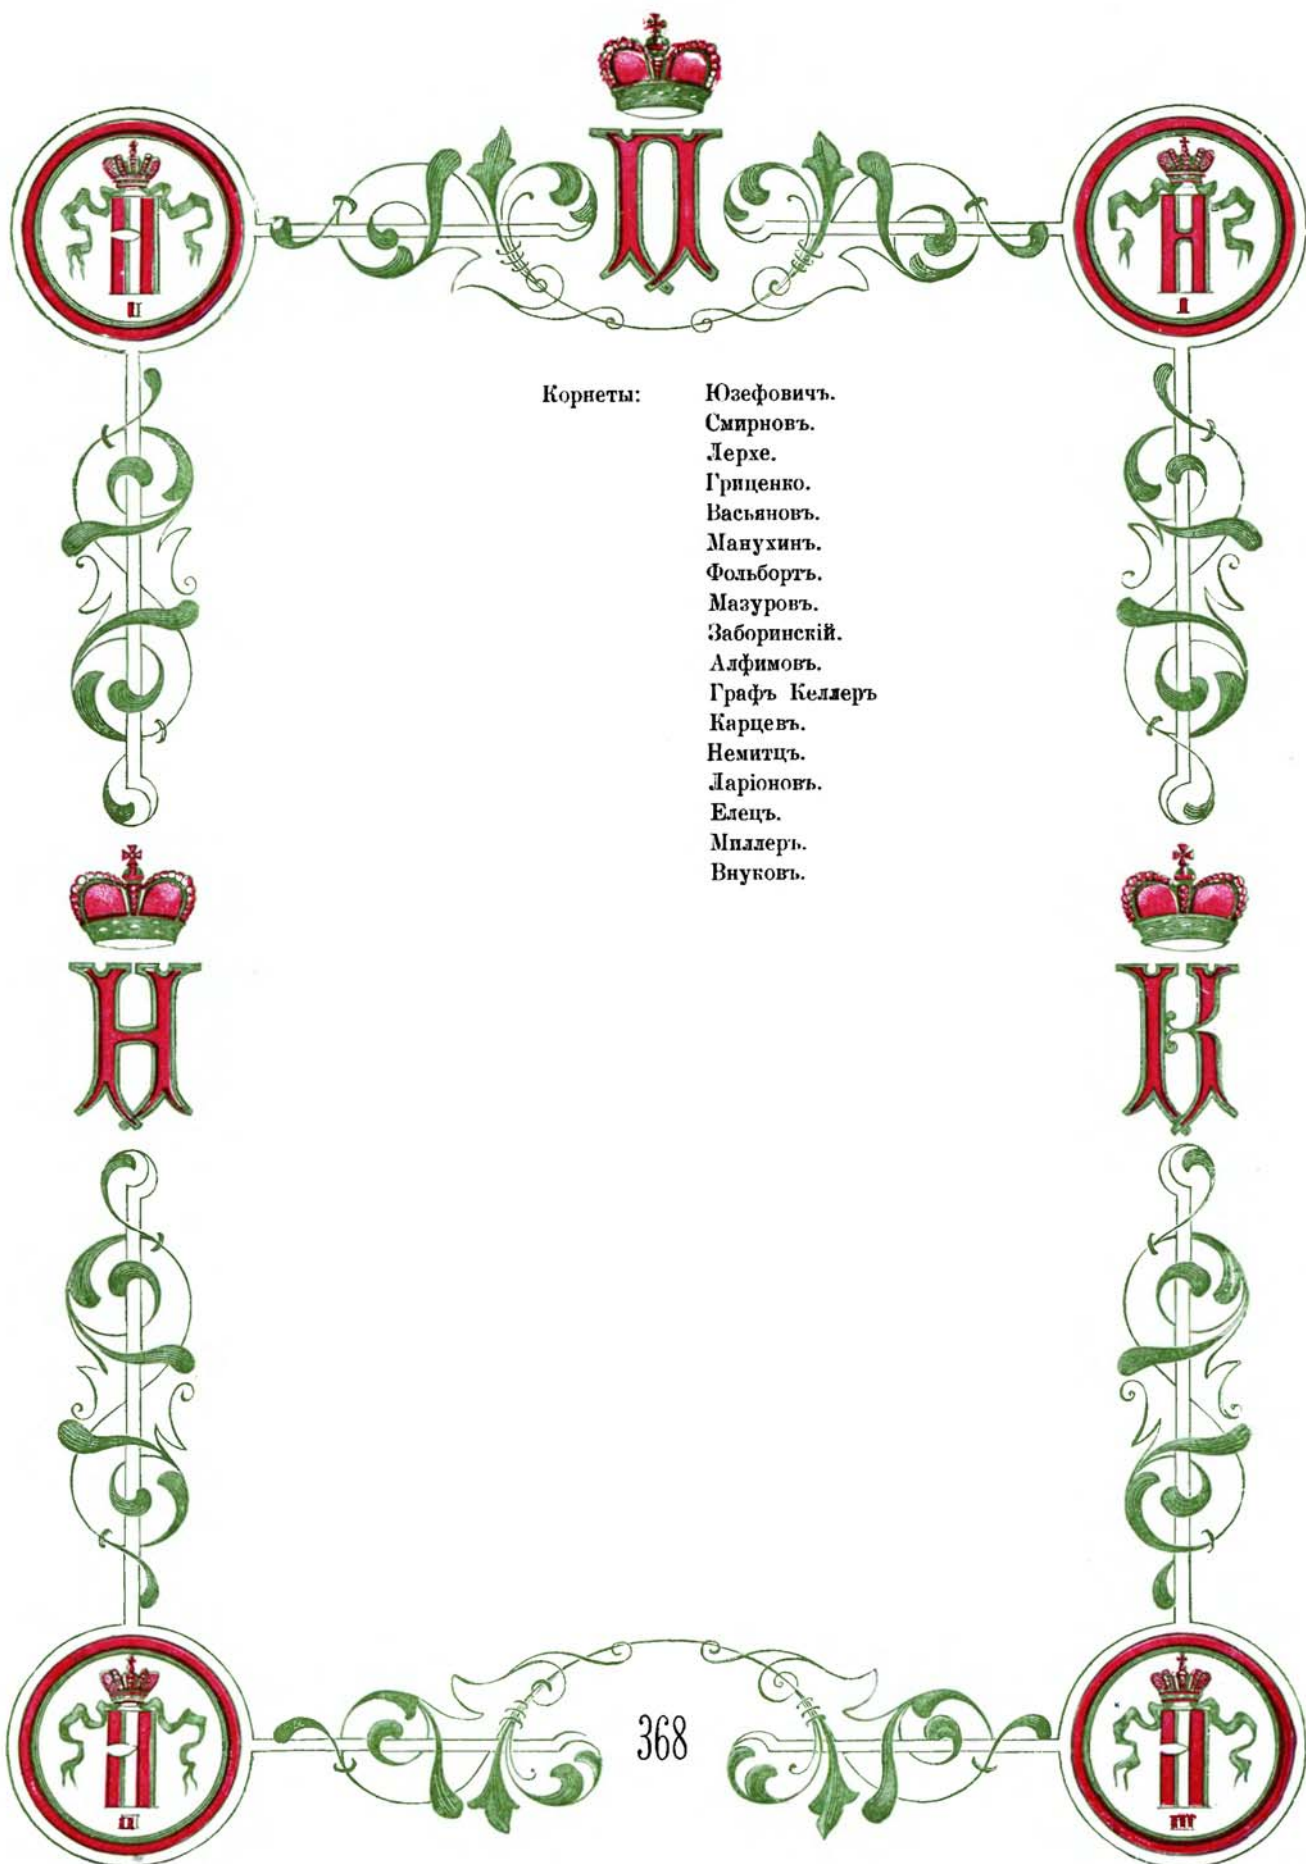 П
Н
I
Корнеты: Юзефовичъ.
Смирновъ.
Лерхе.
Гриценко.
Васьяновъ.
Манухинъ.
Фольбортъ.
Мазуровъ.
Заборинскій.
Алфимовъ.
Графъ Келлеръ
Карцевъ.
Немитцъ.
Ларіоновъ.
Елецъ.
Миллеръ.
Внуковъ.
Н
К
368